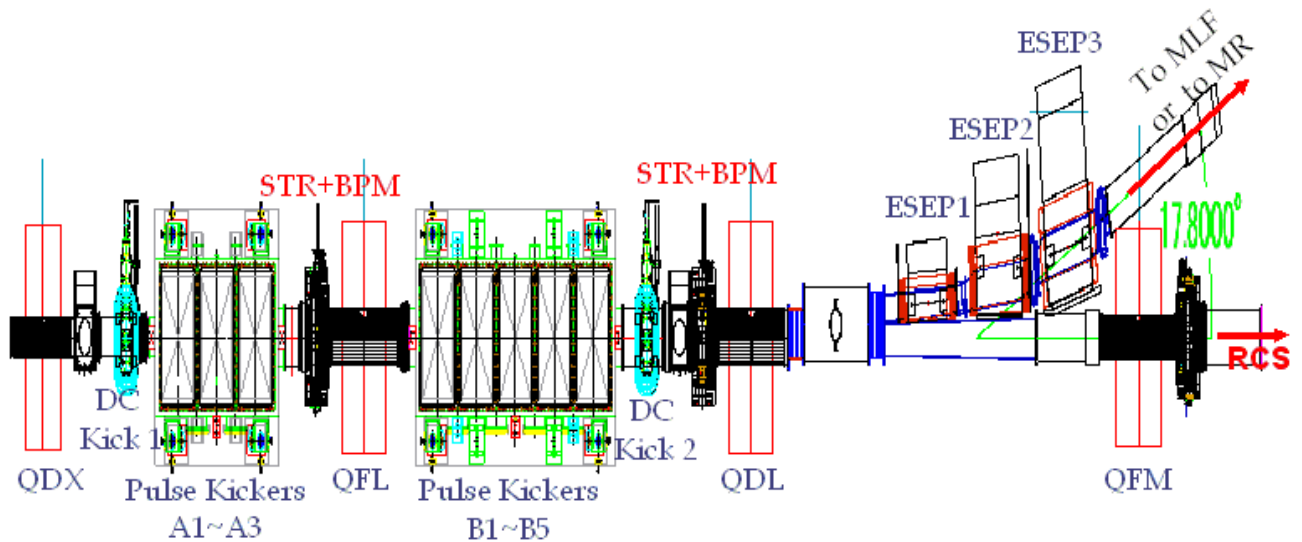 ESEP3
To MLF
or to MR
ESEP2
STR+BPM
STR+BPM
ESEP1
17.8000°
RCS
DC
Kick 1
DC
Kick 2
QDX
Pulse Kickers
A1~A3
QFL
Pulse Kickers
B1~B5
QDL
QFM